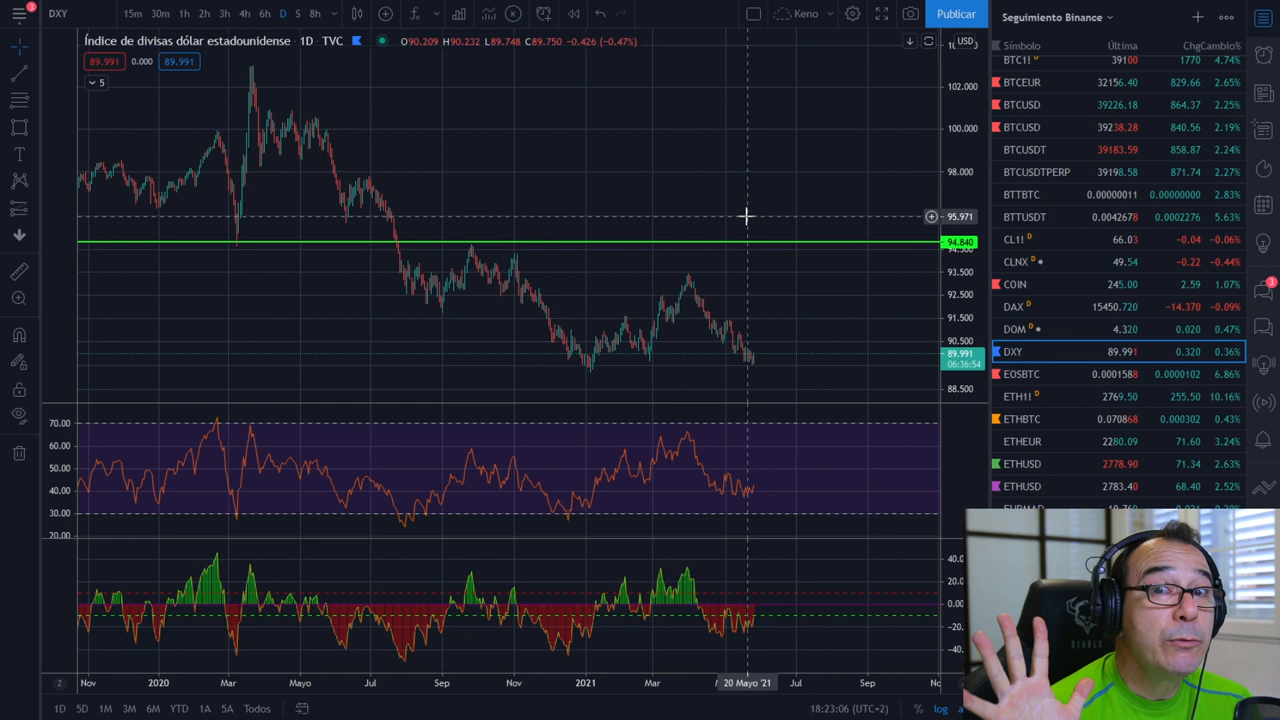 3
DXY
15m 30m 1h 2h 3h 4h 6h D S 8h
Keno
Publicar
Seguimiento Binance
Índice de divisas dólar estadounidense · 1D · TVC
O90.209 H90.232 L89.748 C89.750 −0.426 (−0.47%)
USD
89.991 0.000 89.991
5
102.000
100.000
98.000
95.971
94.840
93.500
92.500
91.500
90.500
89.991
06:36:54
88.500
70.00
60.00
50.00
40.00
30.00
20.00
40.0
20.0
0.00
−20.
−40.
Nov 2020 Mar Mayo Jul Sep Nov 2021 Mar 20 Mayo '21 Jul Sep
Z
1D 5D 1M 3M 6M YTD 1A 5A Todos
18:23:06 (UTC+2)
% log
Símbolo Última Chg Cambio%
BTC1! D 39100 1770 4.74%
BTCEUR 32156.40 829.66 2.65%
BTCUSD 39226.18 864.37 2.25%
BTCUSD 39238.28 840.56 2.19%
BTCUSDT 39183.59 858.87 2.24%
BTCUSDTPERP 39198.58 871.74 2.27%
BTTBTC 0.00000011 0.00000000 2.83%
BTTUSDT 0.0042678 0.0002276 5.63%
CL1! D 66.03 −0.04 −0.06%
CLNX 49.54 −0.22 −0.44%
COIN 245.00 2.59 1.07%
DAX D 15450.720 −14.370 −0.09%
DOM 4.320 0.020 0.47%
DXY 89.991 0.320 0.36%
EOSBTC 0.0001588 0.0000102 6.86%
ETH1! D 2769.50 255.50 10.16%
ETHBTC 0.070868 0.000302 0.43%
ETHEUR 2280.09 71.60 3.24%
ETHUSD 2778.90 71.34 2.63%
ETHUSD 2783.40 68.40 2.52%
3
DIABLO